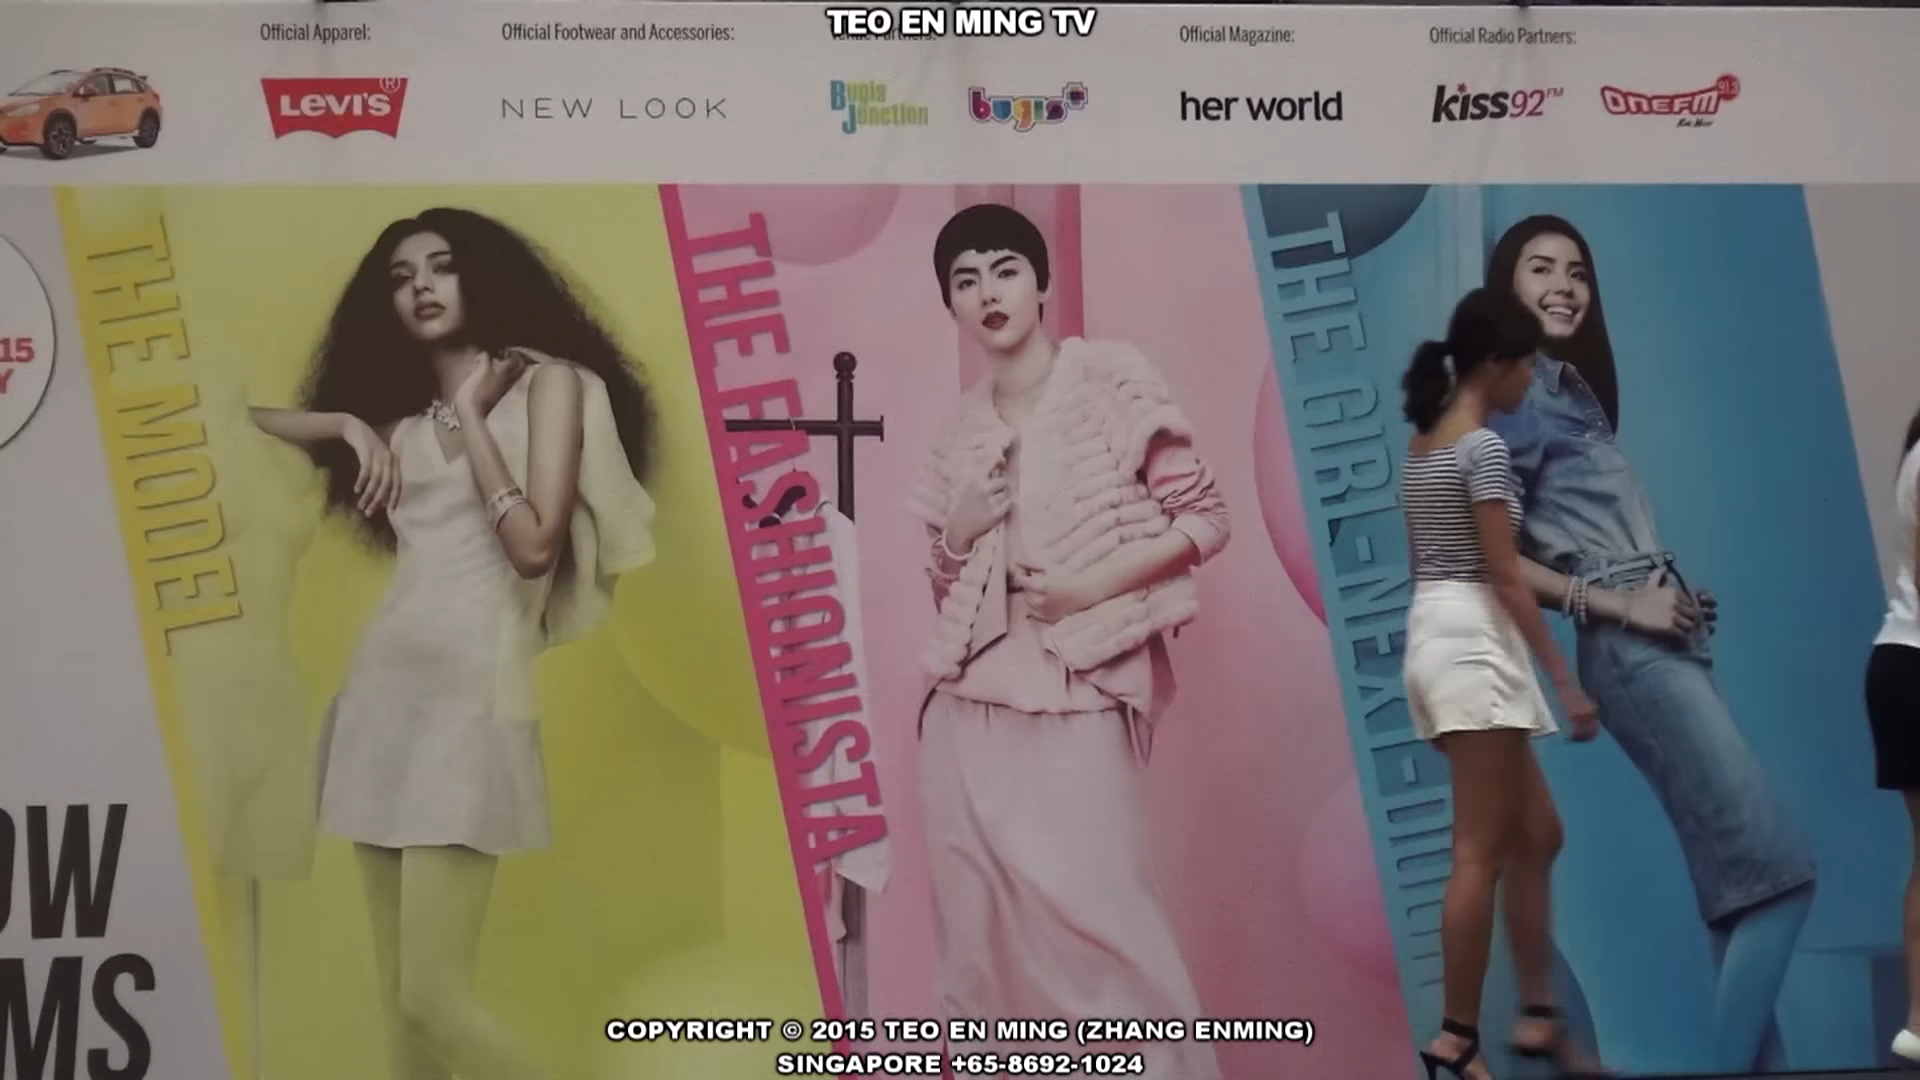 TEO EN MING TV
Official Apparel:
Official Footwear and Accessories:
Official Magazine:
Official Radio Partners:
LEVI'S®
NEW LOOK
Bugis
Junction
bugis+
her world
kiss92FM
ONE FM 91.3
15
Y
THE MODEL
THE FASHIONISTA
THE GIRL-NEXT-DOOR
OW
MS
COPYRIGHT © 2015 TEO EN MING (ZHANG ENMING)
SINGAPORE +65-8692-1024